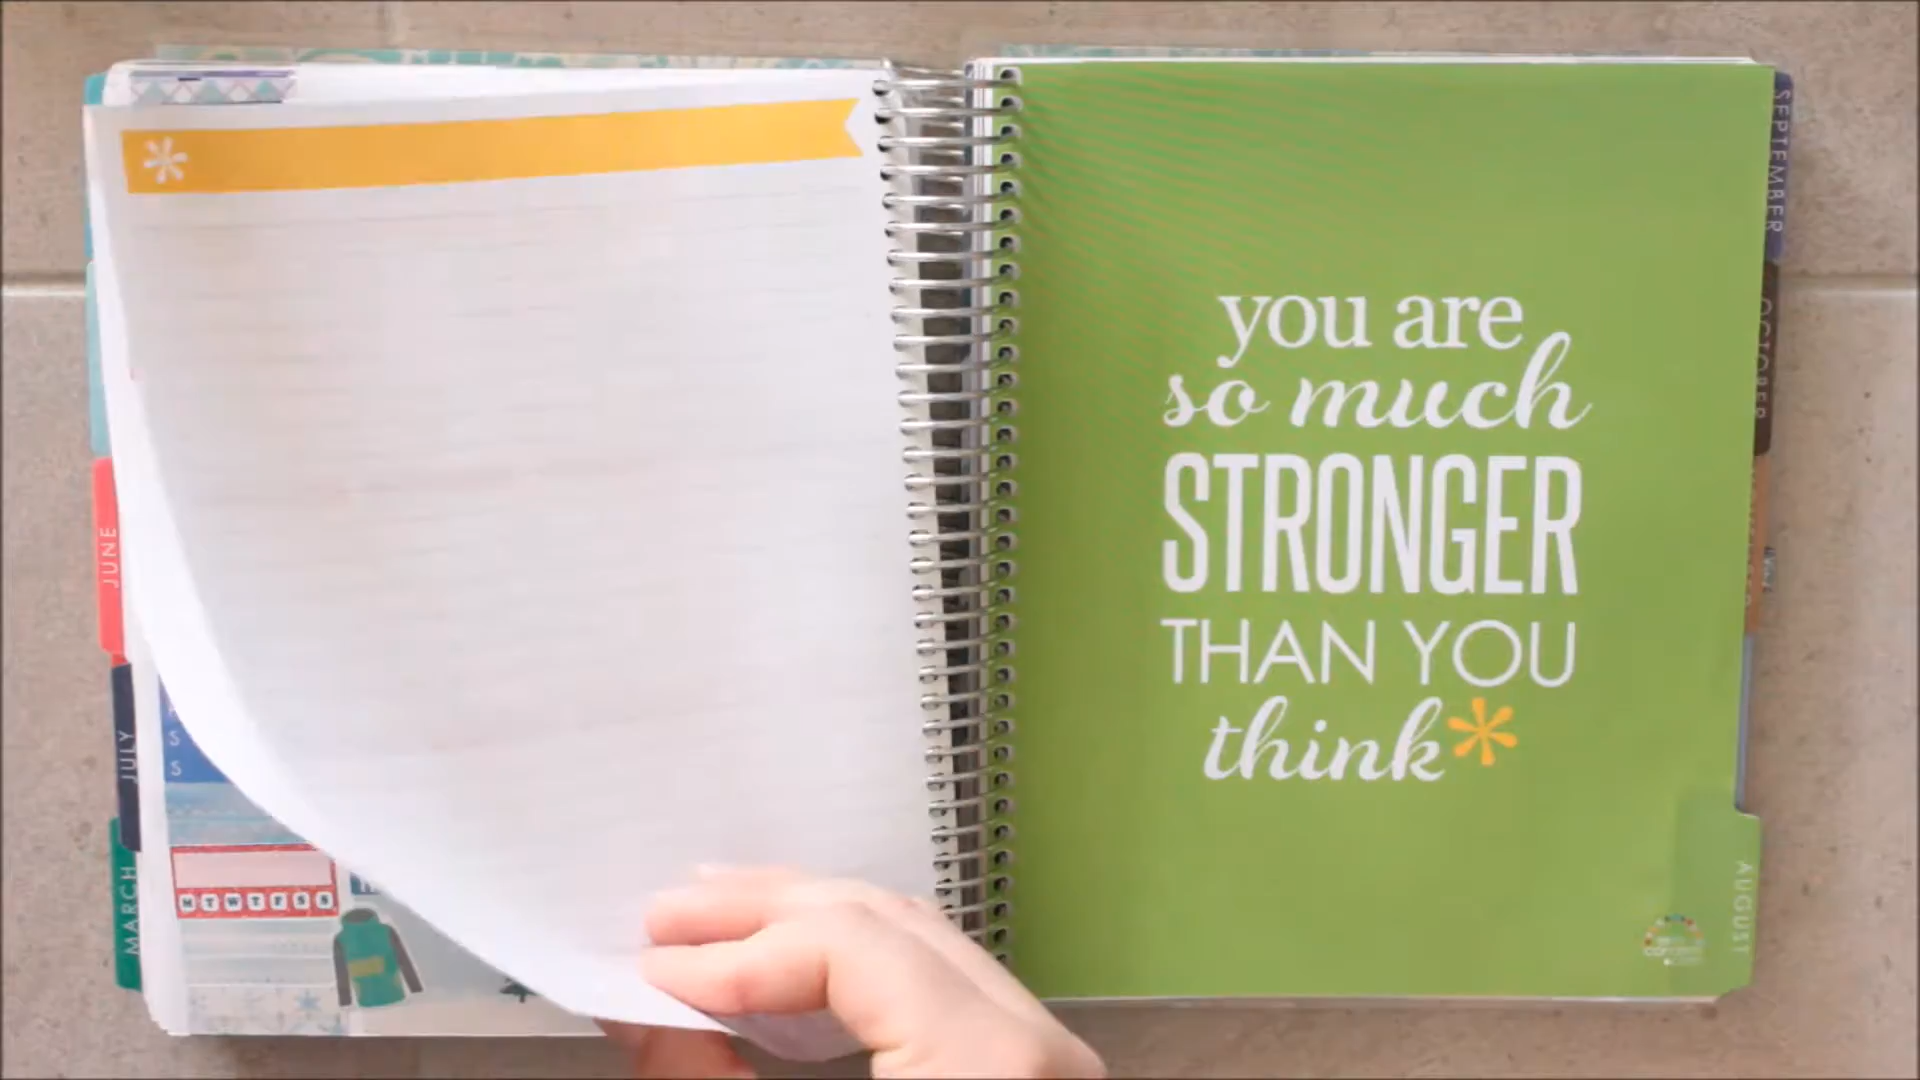 JUNE
JULY
MARCH
S
S
M T W T F S S
you are
so much
STRONGER
THAN YOU
think*
SEPTEMBER
OCTOBER
AUGUST